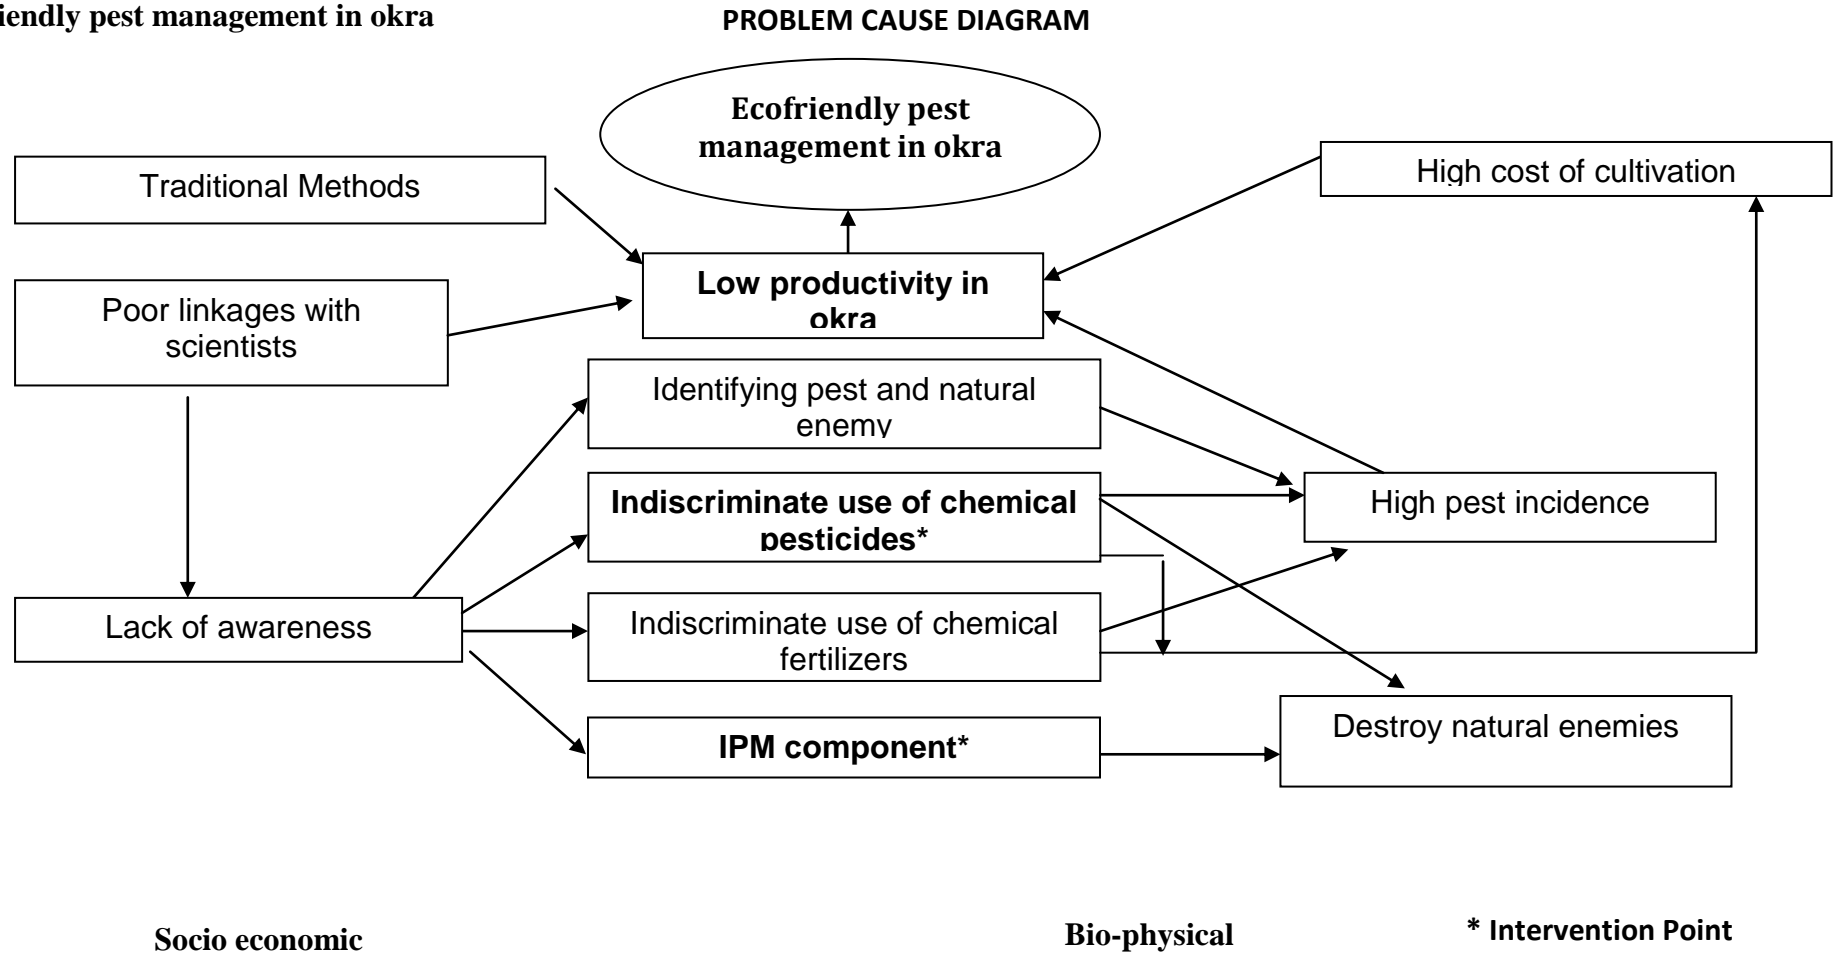 iendly pest management in okra
PROBLEM CAUSE DIAGRAM
Ecofriendly pest
management in okra
Traditional Methods
High cost of cultivation
Low productivity in
okra
Poor linkages with
scientists
Identifying pest and natural
enemy
Indiscriminate use of chemical
pesticides*
High pest incidence
Lack of awareness
Indiscriminate use of chemical
fertilizers
IPM component*
Destroy natural enemies
Socio economic
Bio-physical
* Intervention Point